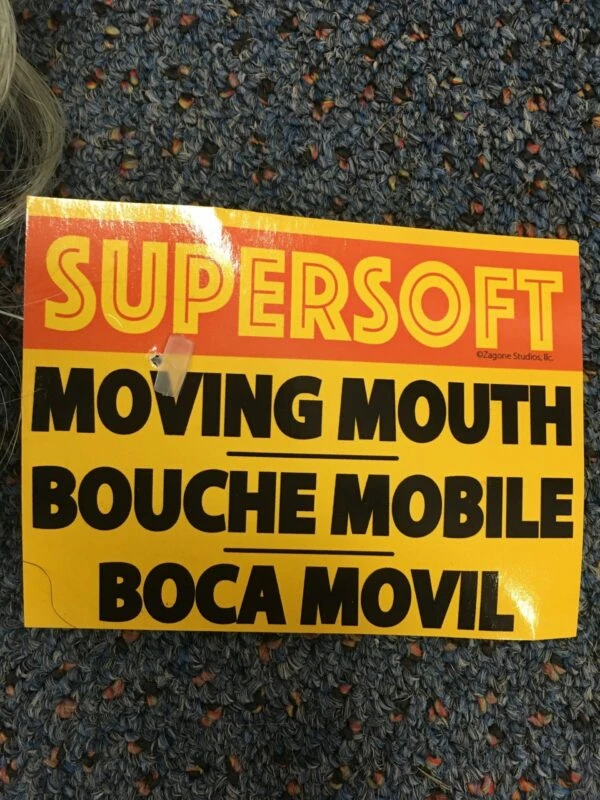 SUPERSOFT
©Zagone Studios, llc.
MOVING MOUTH
BOUCHE MOBILE
BOCA MOVIL